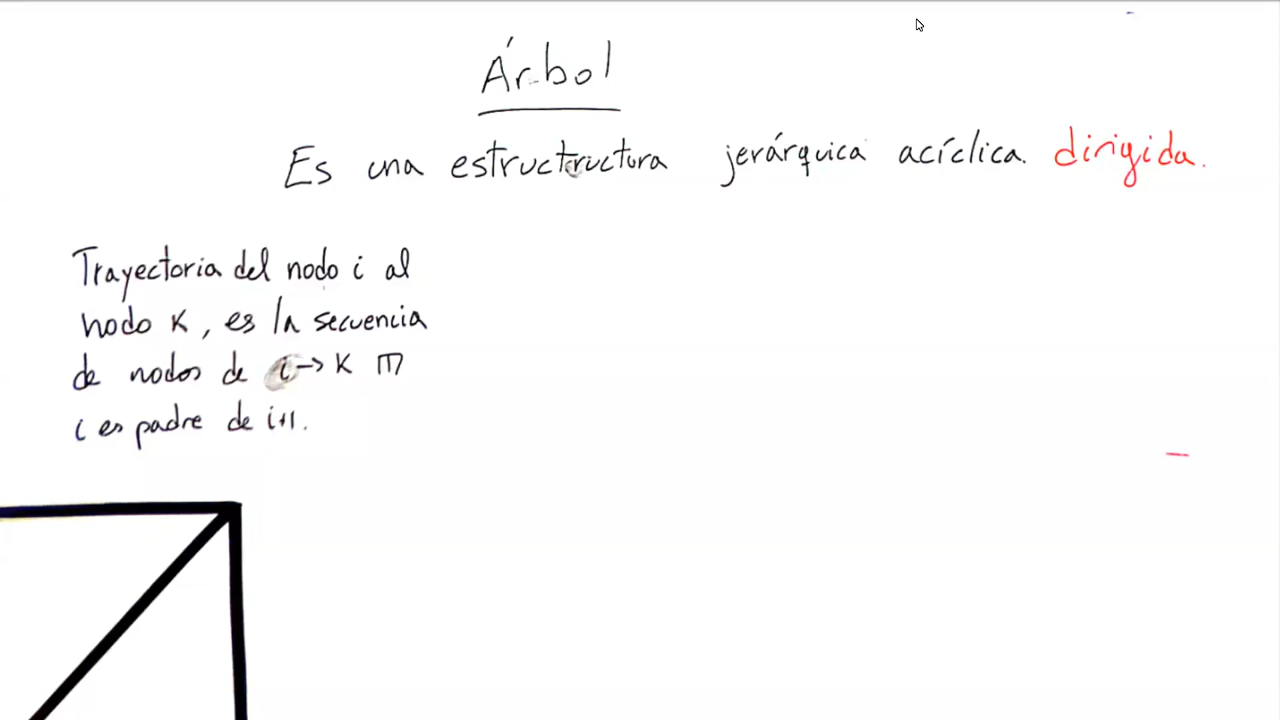 Árbol
Es una estructructura jerárquica acíclica. dirigida.
Trayectoria del nodo i al
nodo K, es la secuencia
de nodos de i→K
i es padre de i+1.